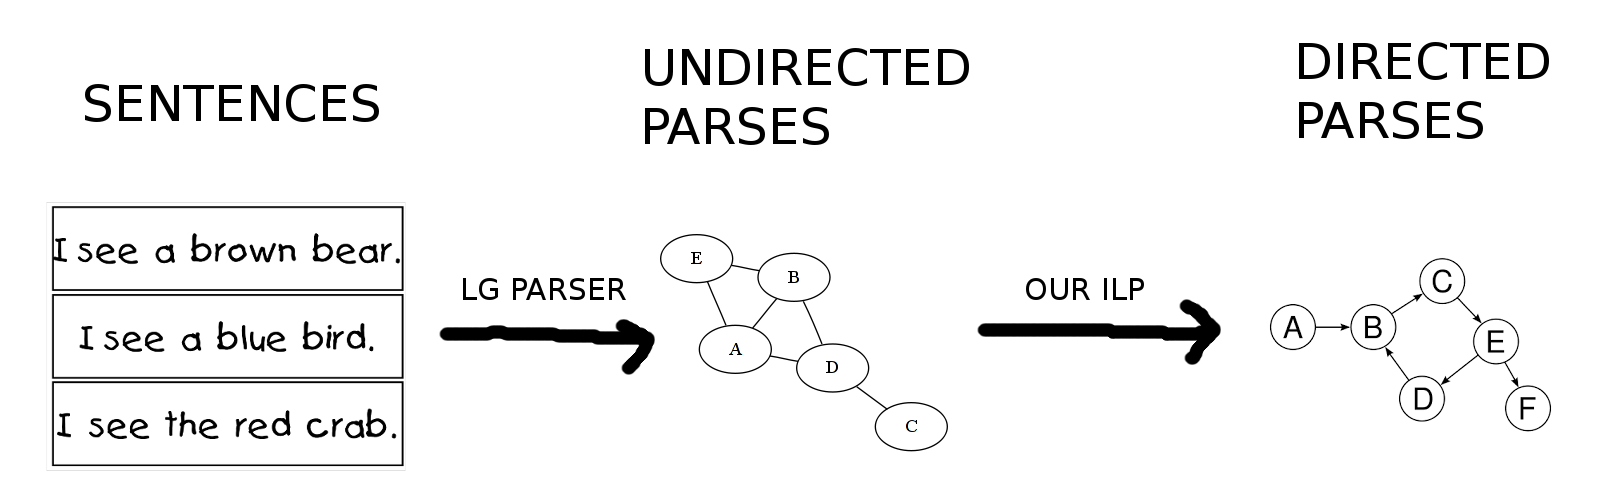 SENTENCES
I see a brown bear.
I see a blue bird.
I see the red crab.
LG PARSER
UNDIRECTED
PARSES
E
B
A
D
C
OUR ILP
DIRECTED
PARSES
C
A
B
E
D
F